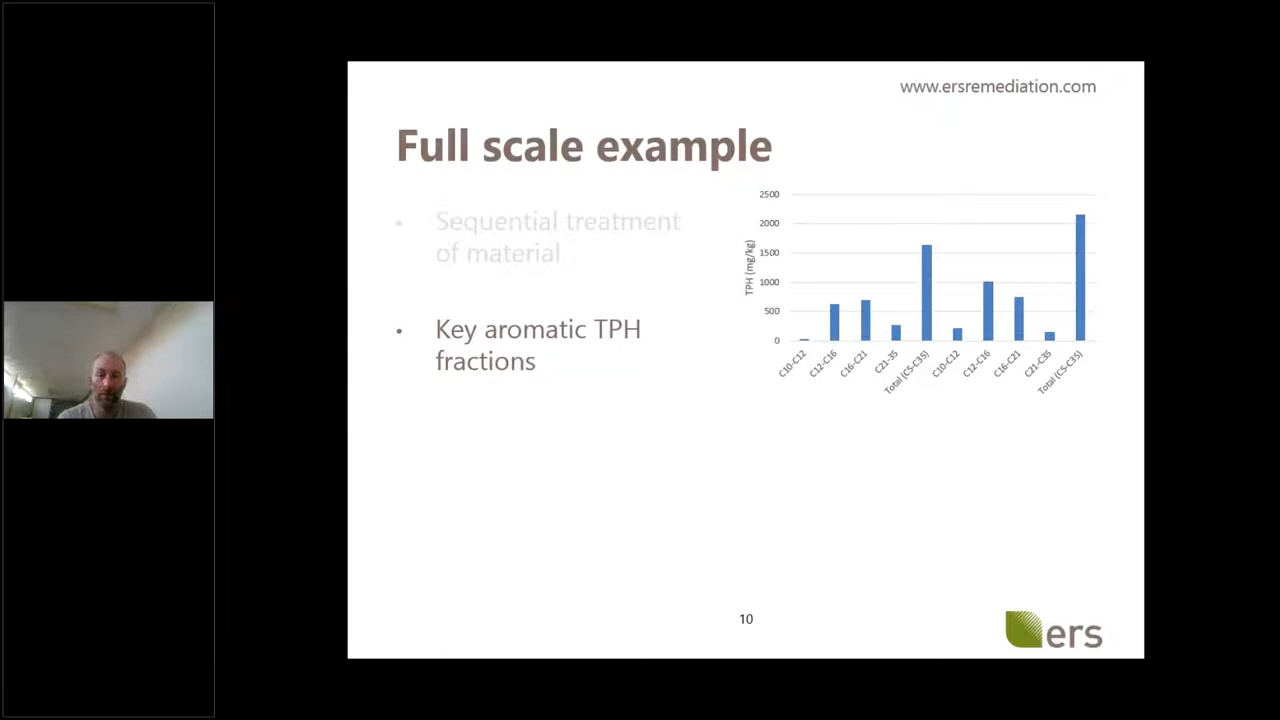 www.ersremediation.com
Full scale example
• Sequential treatment
of material
• Key aromatic TPH
fractions
TPH (mg/kg)
2500
2000
1500
1000
500
0
C10-C12
C12-C16
C16-C21
C21-35
Total (C5-C35)
C10-C12
C12-C16
C16-C21
C21-C35
Total (C5-C35)
10
ers